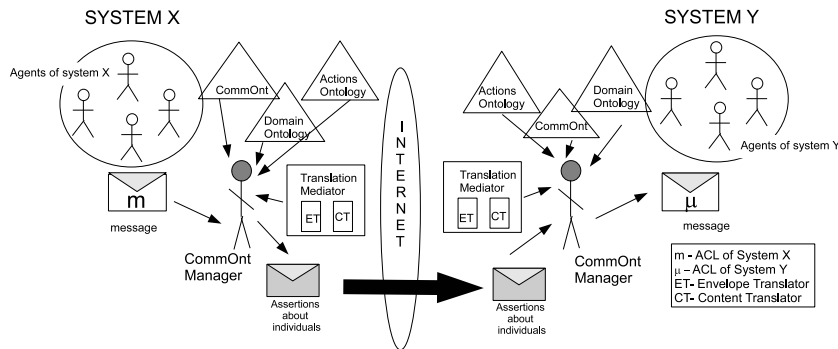 SYSTEM X
Agents of system X
CommOnt
Actions
Ontology
Domain
Ontology
Translation
Mediator
ET
CT
m
message
CommOnt
Manager
Assertions
about
individuals
INTERNET
SYSTEM Y
Actions
Ontology
Domain
Ontology
CommOnt
Agents of system Y
Translation
Mediator
ET
CT
μ
message
CommOnt
Manager
Assertions
about
individuals
m - ACL of System X
μ – ACL of System Y
ET- Envelope Translator
CT- Content Translator